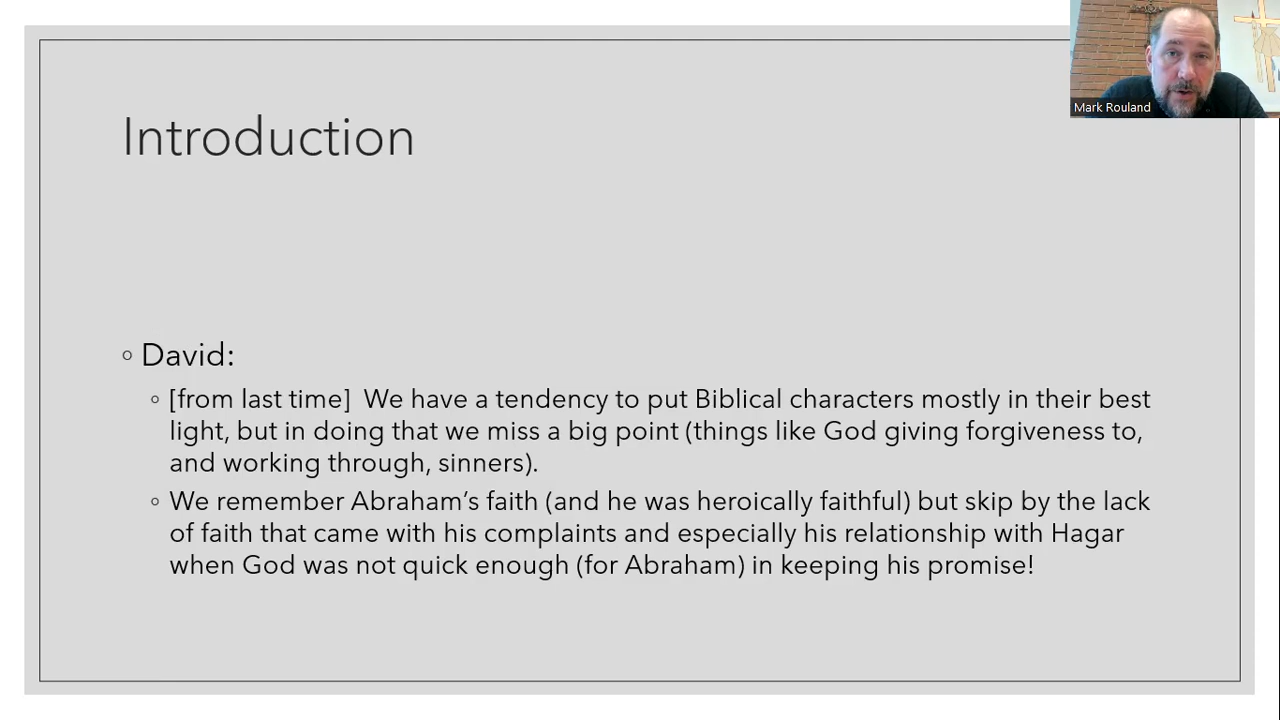 Mark Rouland
Introduction
David:
[from last time]  We have a tendency to put Biblical characters mostly in their best
light, but in doing that we miss a big point (things like God giving forgiveness to,
and working through, sinners).
We remember Abraham’s faith (and he was heroically faithful) but skip by the lack
of faith that came with his complaints and especially his relationship with Hagar
when God was not quick enough (for Abraham) in keeping his promise!